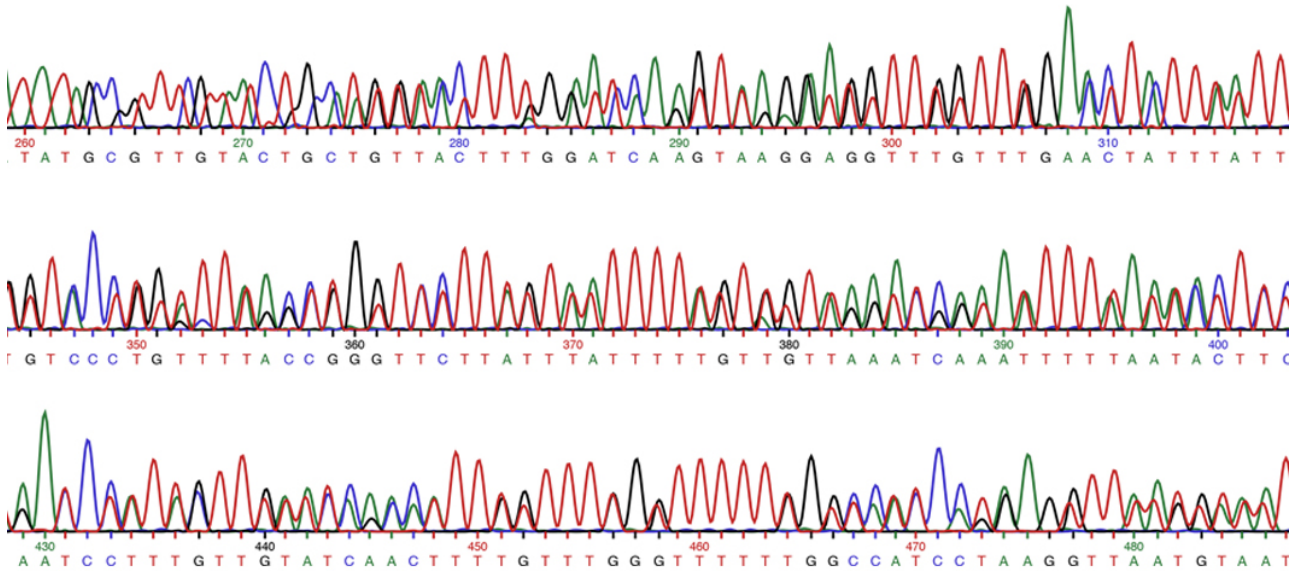 260 270 280 290 300 310
. T A T G C G T T G T A C T G C T G T T A C T T T G G A T C A A G T A A G G A G G T T T G T T T G A A C T A T T T A T T
350 360 370 380 390 400
T G T C C C T G T T T T A C C G G G T T C T T A T T T A T T T T T G T T G T T A A A T C A A A T T T T T A A T A C T T C
430 440 450 460 470 480
A A T C C T T T G T T G T A T C A A C T T T T G T T T G G G T T T T T T G G C C A T C C T A A G G T T A A T G T A A T